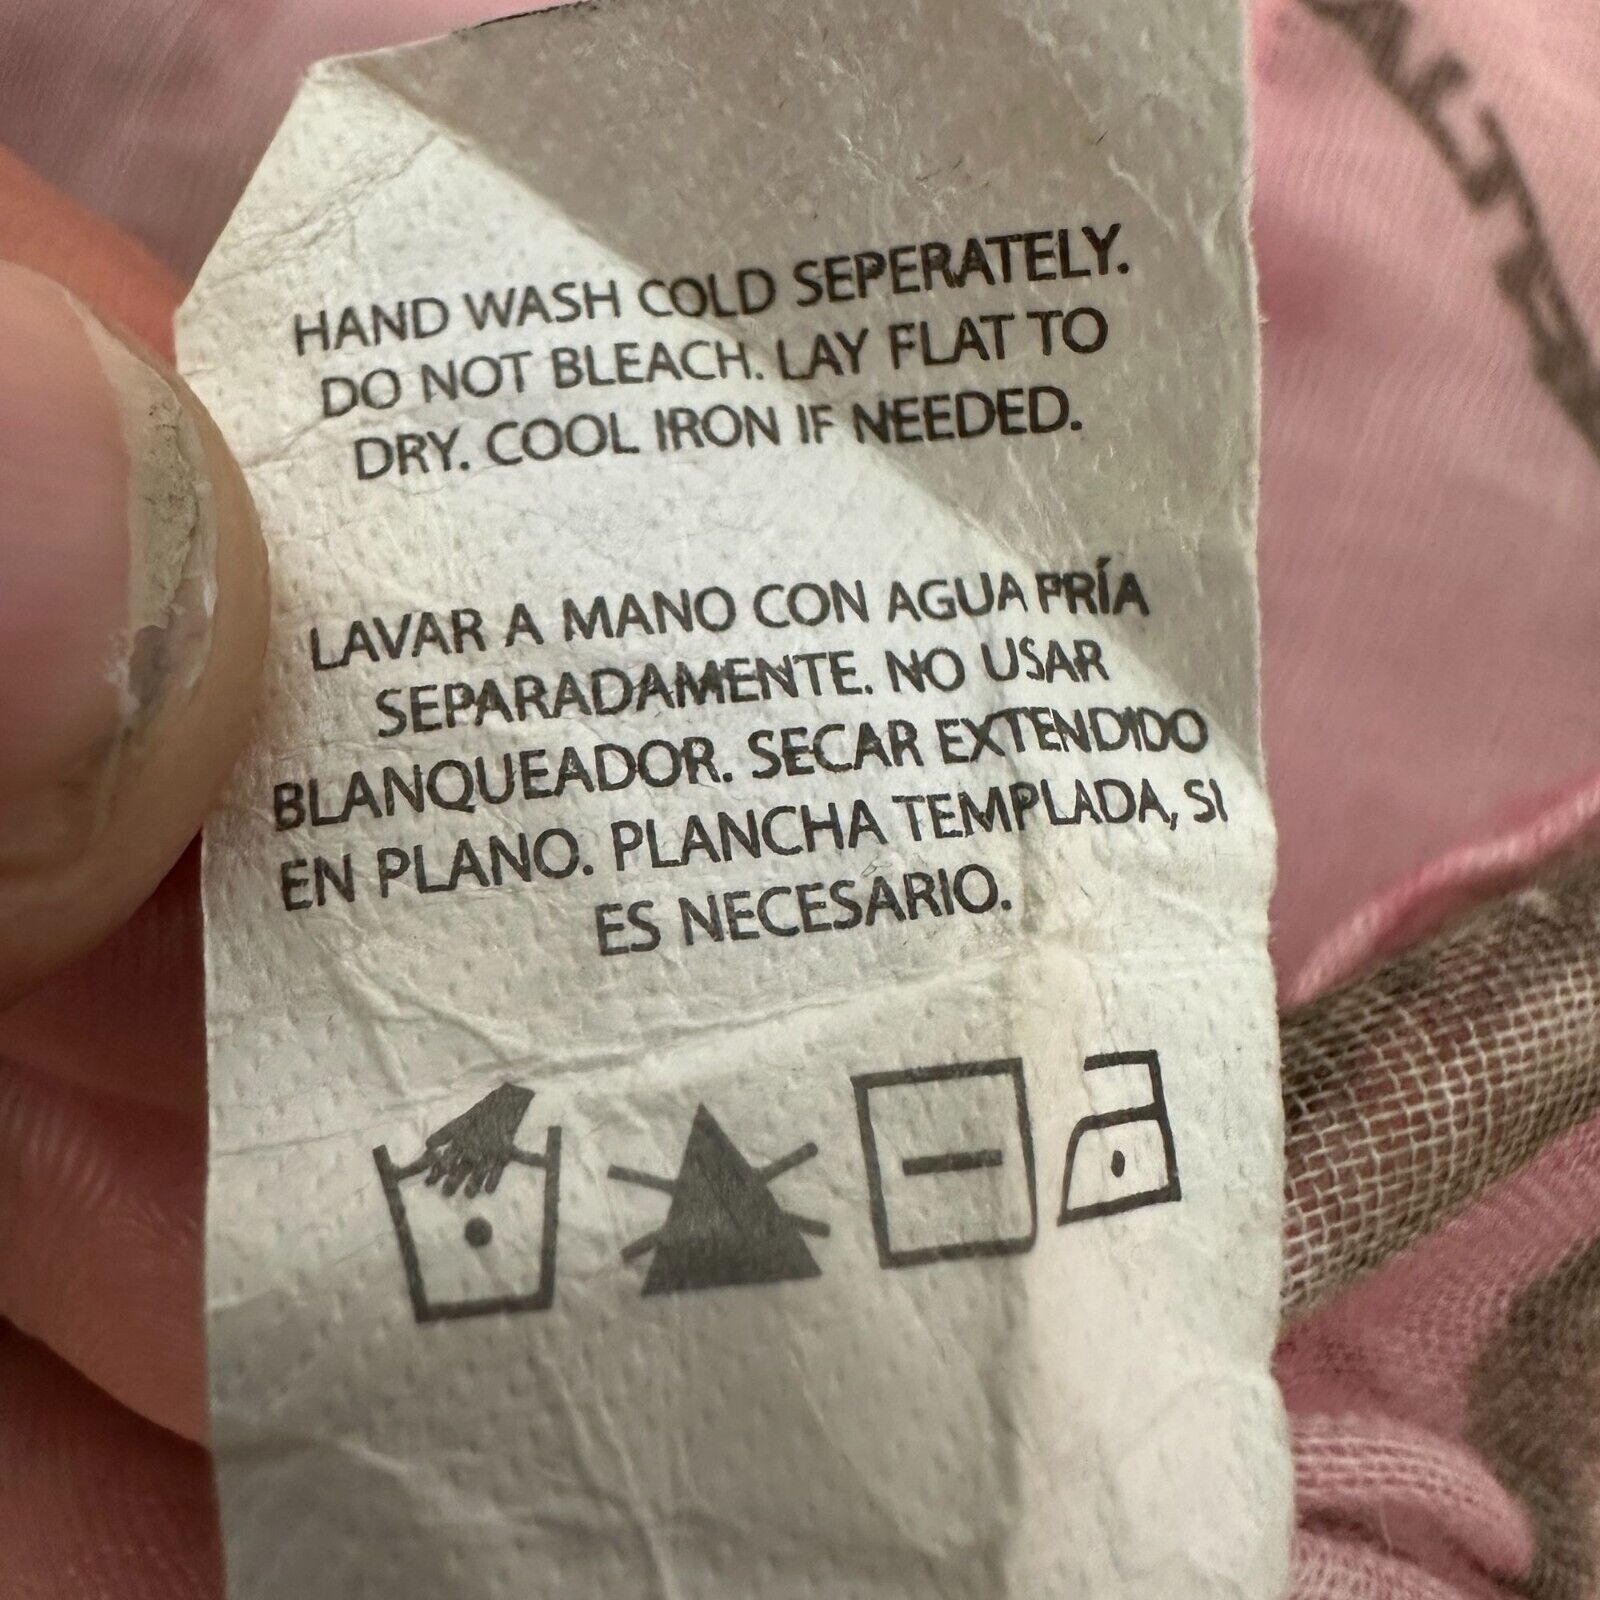 HAND WASH COLD SEPERATELY.
DO NOT BLEACH. LAY FLAT TO
DRY. COOL IRON IF NEEDED.
LAVAR A MANO CON AGUA FRÍA
SEPARADAMENTE. NO USAR
BLANQUEADOR. SECAR EXTENDIDO
EN PLANO. PLANCHA TEMPLADA, SI
ES NECESARIO.